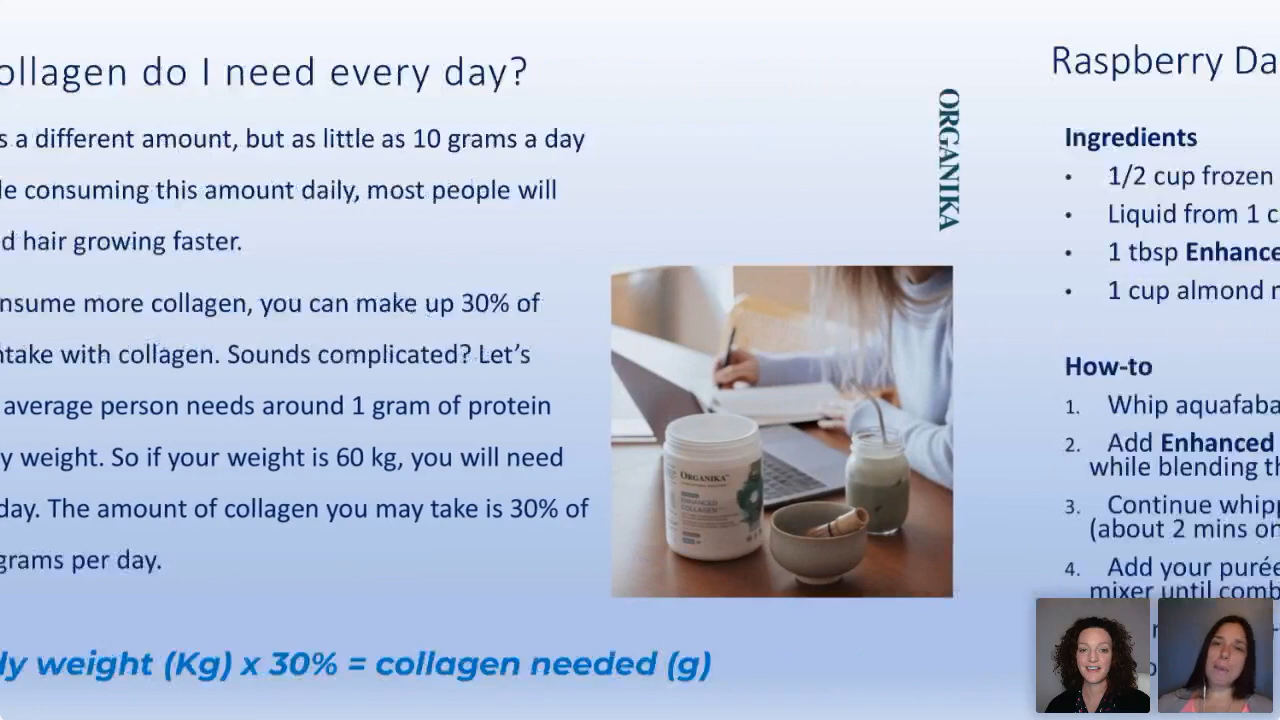 ollagen do I need every day?
s a different amount, but as little as 10 grams a day
le consuming this amount daily, most people will
d hair growing faster.
nsume more collagen, you can make up 30% of
ntake with collagen. Sounds complicated? Let's
average person needs around 1 gram of protein
y weight. So if your weight is 60 kg, you will need
day. The amount of collagen you may take is 30% of
grams per day.
dy weight (Kg) x 30% = collagen needed (g)
ORGANIKA
ORGANIKA
ENHANCED
COLLAGEN
Raspberry Da
Ingredients
• 1/2 cup frozen
• Liquid from 1 c
• 1 tbsp Enhance
• 1 cup almond
How-to
1. Whip aquafaba
2. Add Enhanced
while blending th
3. Continue whipp
(about 2 mins on
4. Add your purée
mixer until comb